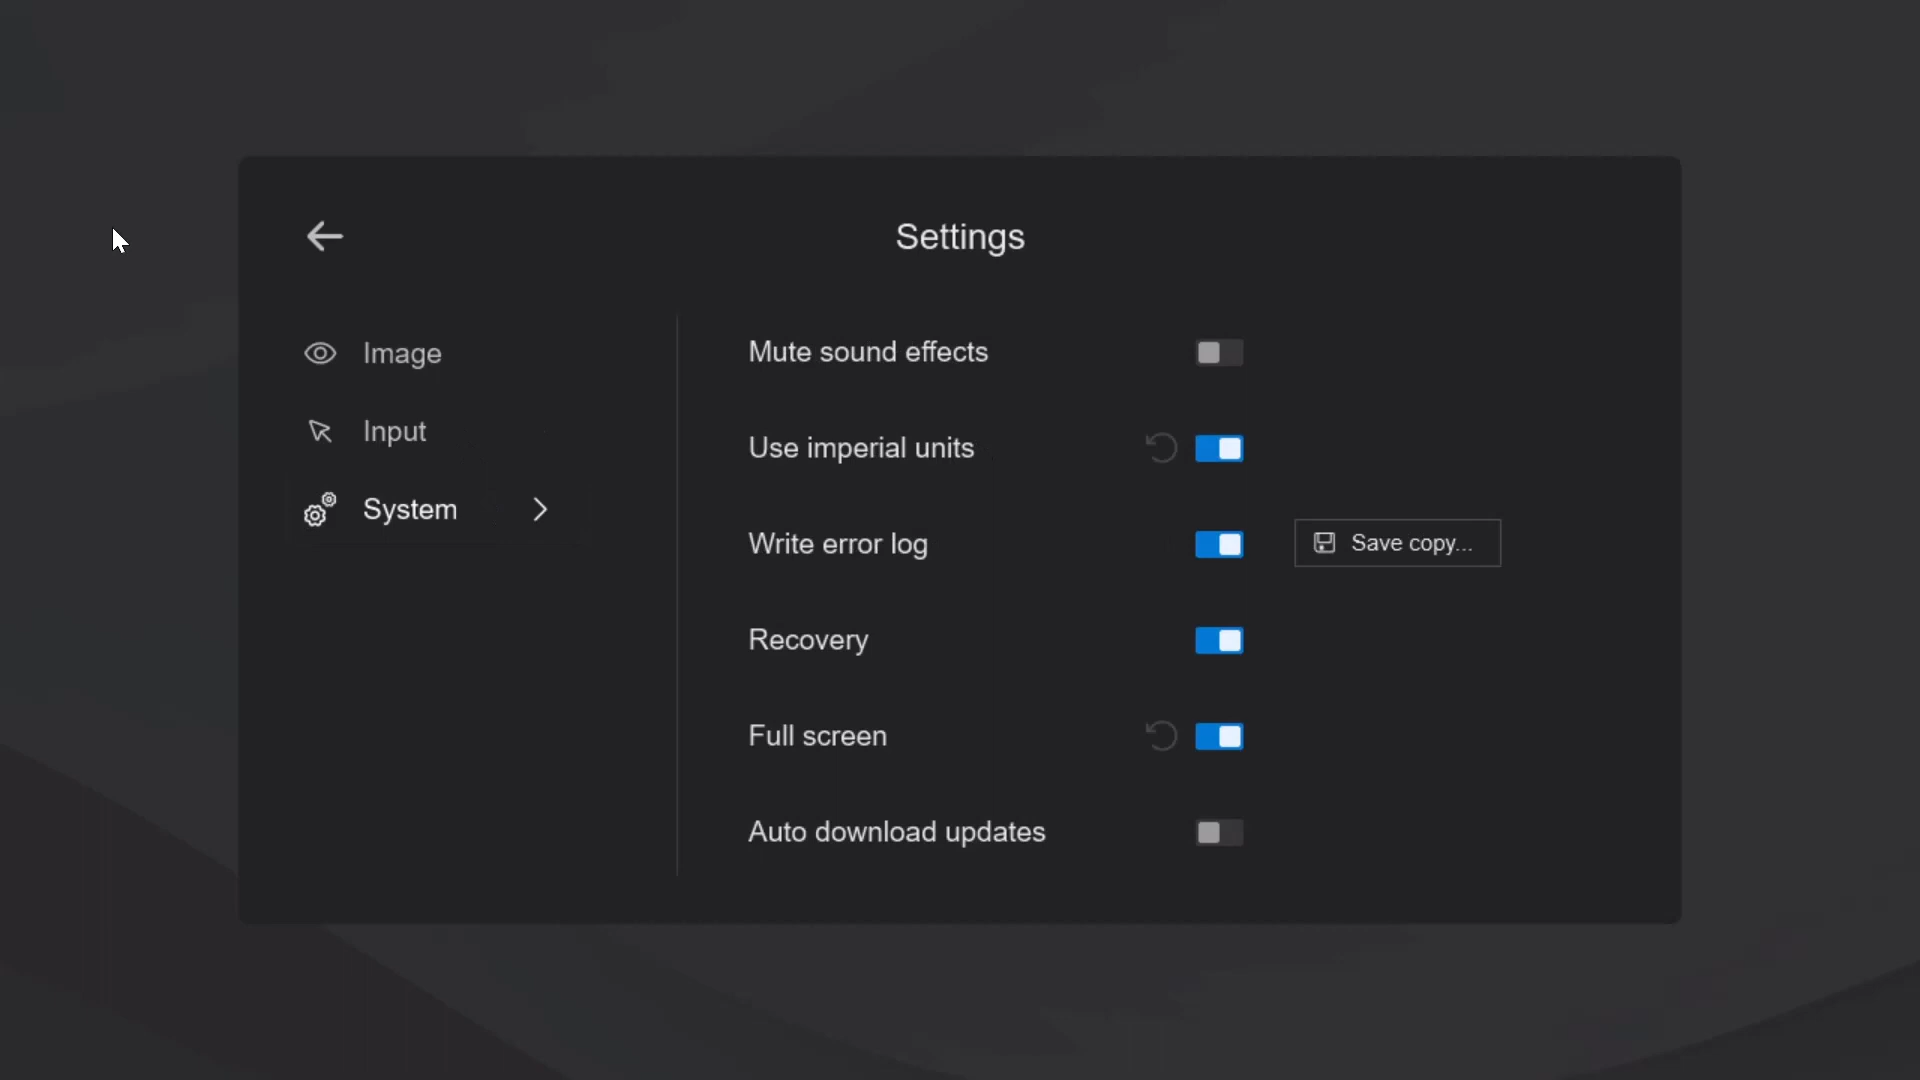 Settings
Image
Input
System
Mute sound effects
Use imperial units
Write error log
Save copy...
Recovery
Full screen
Auto download updates